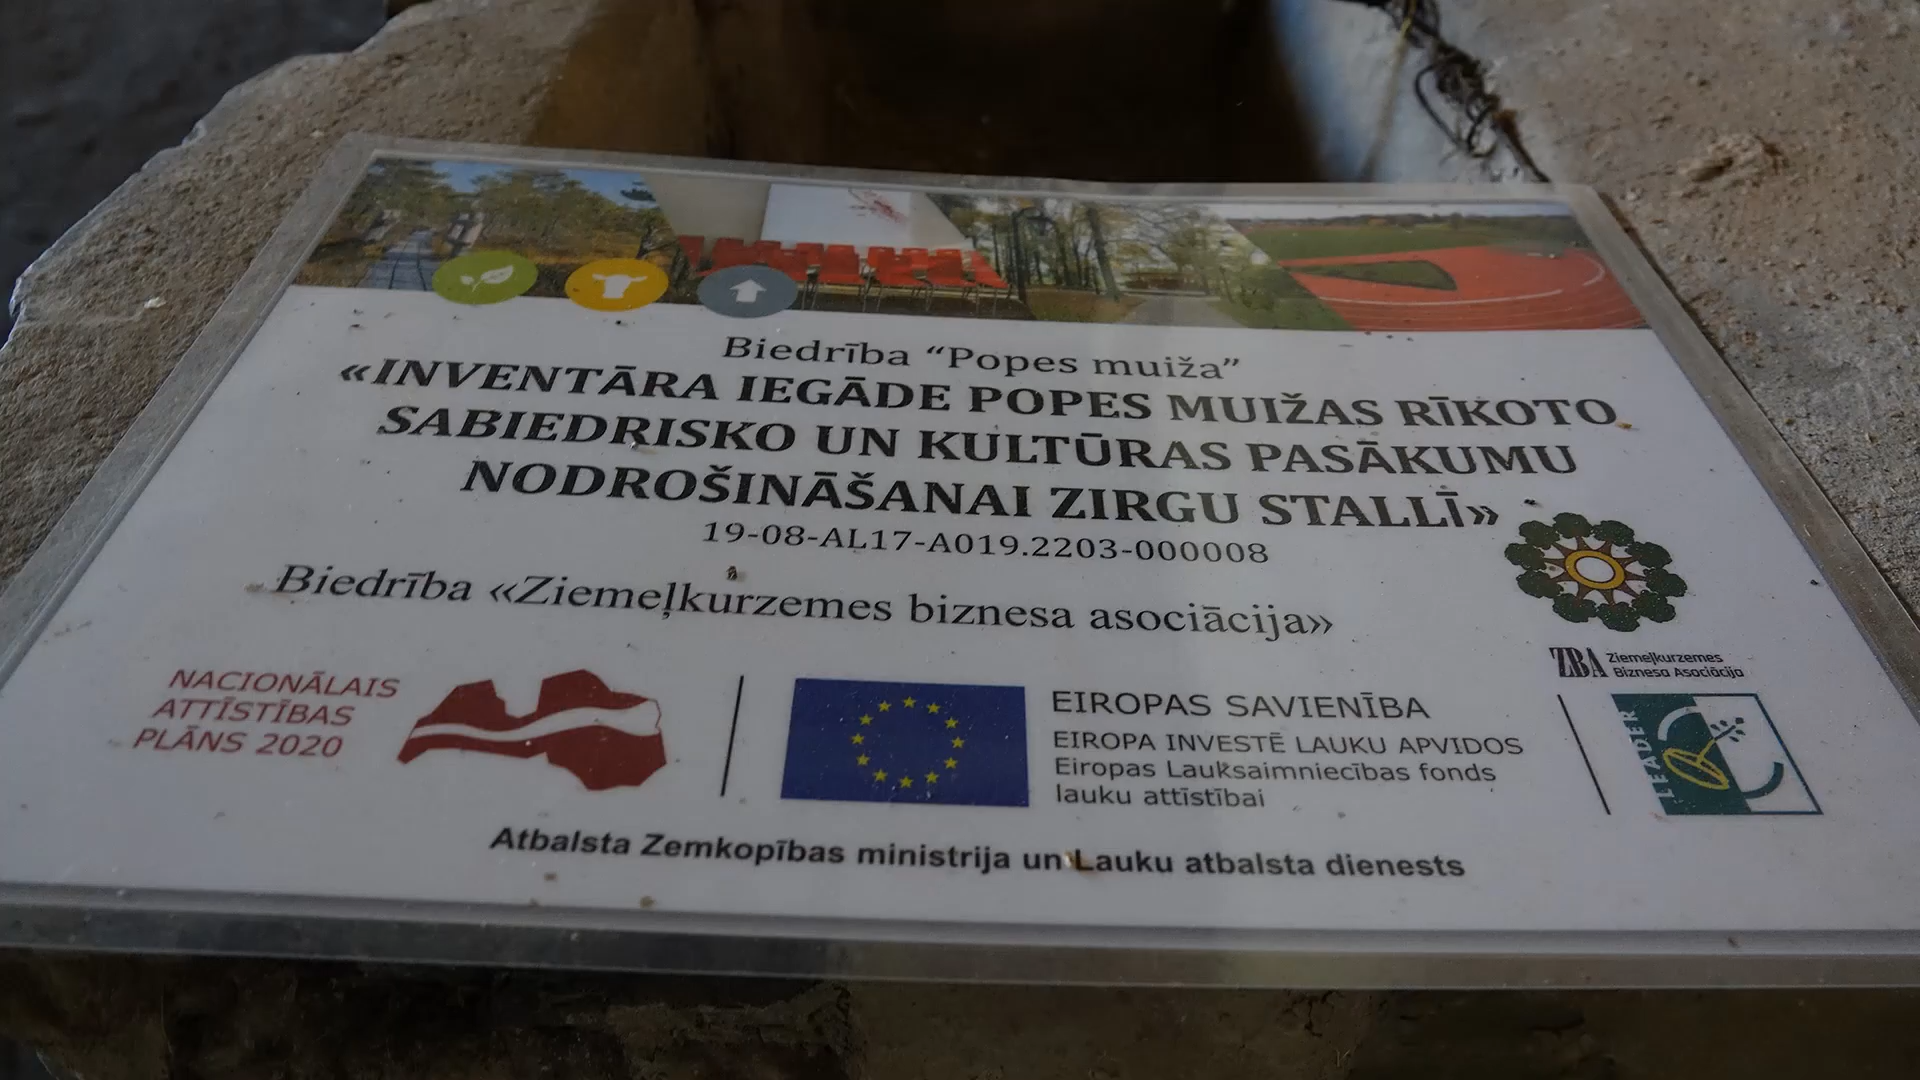 Biedrība “Popes muiža”
«INVENTĀRA IEGĀDE POPES MUIŽAS RĪKOTO
SABIEDRISKO UN KULTŪRAS PASĀKUMU
NODROŠINĀŠANAI ZIRGU STALLĪ»
19-08-AL17-A019.2203-000008
Biedrība «Ziemeļkurzemes biznesa asociācija»
ZBA Ziemeļkurzemes
Biznesa Asociācija
NACIONĀLAIS
ATTĪSTĪBAS
PLĀNS 2020
EIROPAS SAVIENĪBA
EIROPA INVESTĒ LAUKU APVIDOS
Eiropas Lauksaimniecības fonds
lauku attīstībai
LEADER
Atbalsta Zemkopības ministrija un Lauku atbalsta dienests